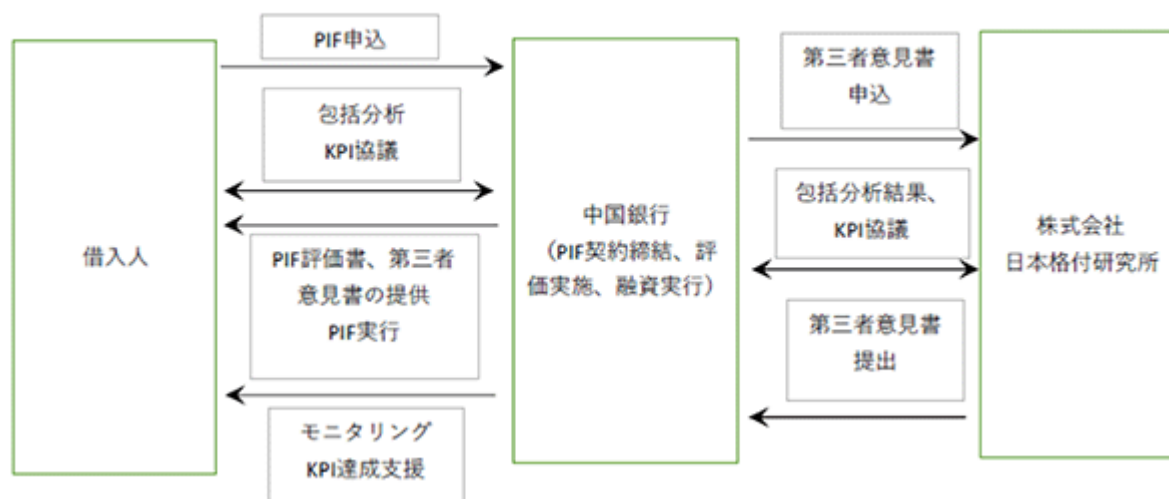 借入人
PIF申込
包括分析
KPI協議
PIF評価書、第三者
意見書の提供
PIF実行
モニタリング
KPI達成支援
中国銀行
（PIF契約締結、評
価実施、融資実行）
第三者意見書
申込
包括分析結果、
KPI協議
第三者意見書
提出
株式会社
日本格付研究所